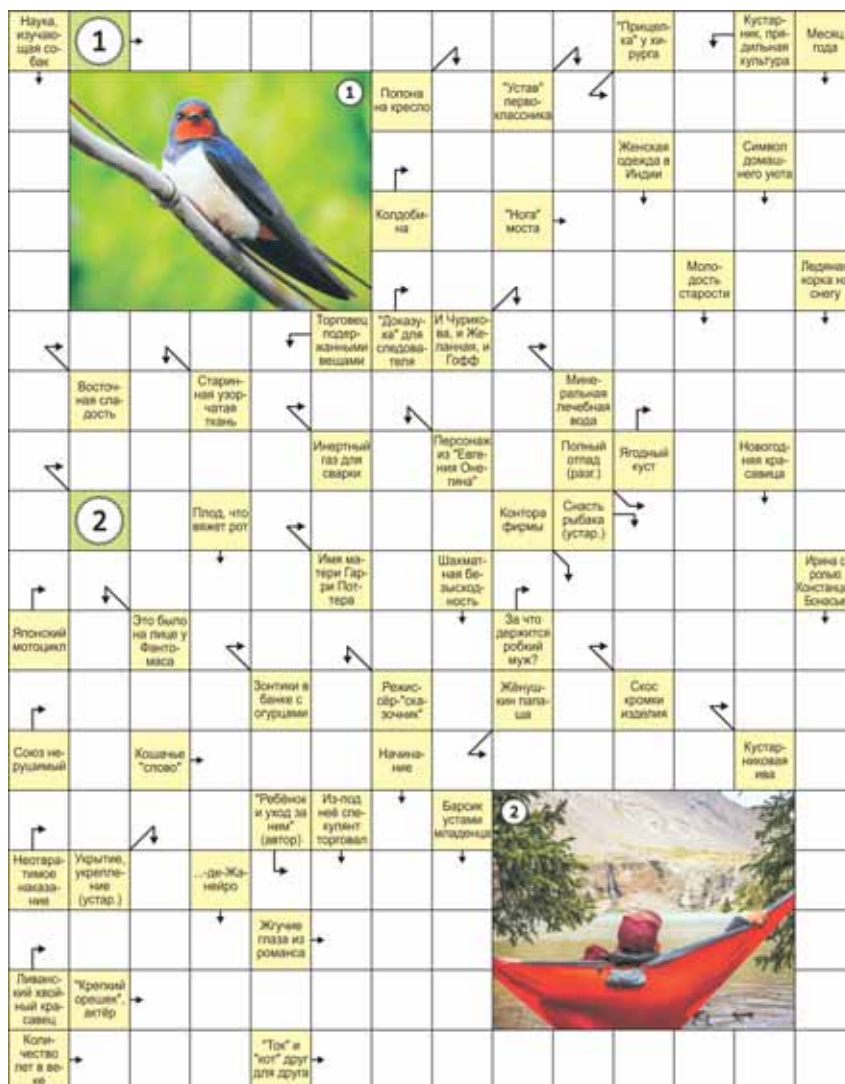 Наука,
изучаю-
щая со-
бак
1
"Прищеп-
ка" у хи-
рурга
Кустар-
ник, пря-
дильная
культура
Месяц
года
1
Попона
на кресло
"Устав"
перво-
классника
Женская
одежда в
Индии
Символ
домаш-
него уюта
Колдоби-
на
"Нога"
моста
Моло-
дость
старости
Ледяная
корка на
снегу
Торговец
подер-
жанными
вещами
"Доказу-
ха" для
следова-
теля
И Чурико-
ва, и Же-
ланная, и
Гофф
Восточ-
ная сла-
дость
Старин-
ная узор-
чатая
ткань
Мине-
ральная
лечебная
вода
Инертный
газ для
сварки
Персонаж
из "Евге-
ния Оне-
гина"
Полный
отпад
(разг.)
Ягодный
куст
Нового-
дняя кра-
савица
2
Плод, что
вяжет рот
Контора
фирмы
Снасть
рыбака
(устар.)
Имя ма-
тери Гар-
ри Пот-
тера
Шахмат-
ная бе-
зысход-
ность
Ирина с
ролью
Констанции
Бонасье
Японский
мотоцикл
Это было
на лице у
Фанто-
маса
За что
держится
робкий
муж?
Зонтики в
банке с
огурцами
Режис-
сёр-"ска-
зочник"
Жёнуш-
кин папа-
ша
Скос
кромки
изделия
Союз не-
рушимый
Кошачье
"слово"
Начина-
ние
Кустар-
никовая
ива
"Ребёнок
и уход за
ним"
(автор)
Из-под
неё спе-
кулянт
торговал
Барсик
устами
младенца
2
Неотвра-
тимое
наказа-
ние
Укрытие,
укрепле-
ние
(устар.)
...-де-Жа-
нейро
Жгучие
глаза из
романса
Ливанс-
кий хвой-
ный кра-
савец
"Крепкий
орешек",
актёр
Коли-
чество
лет в ве-
ке
"Ток" и
"кот" друг
для друга